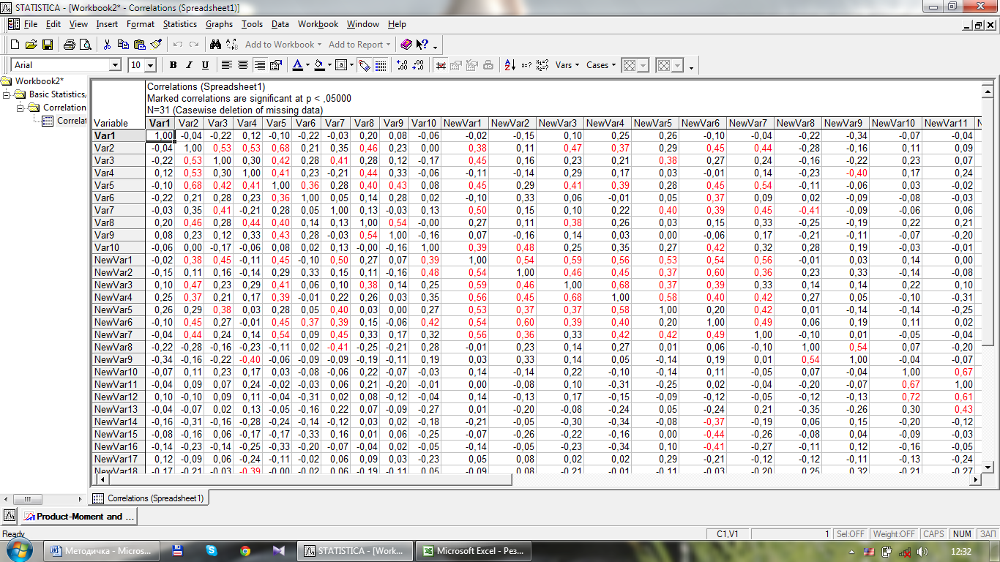 STATISTICA - [Workbook2* - Correlations (Spreadsheet1)]
File Edit View Insert Format Statistics Graphs Tools Data Workbook Window Help
Add to Workbook Add to Report
Arial 10 B I U Vars Cases
Workbook2*
Basic Statistics/
Correlation
Correlat
Correlations (Spreadsheet1)
Marked correlations are significant at p < ,05000
N=31 (Casewise deletion of missing data)
Variable Var1 Var2 Var3 Var4 Var5 Var6 Var7 Var8 Var9 Var10 NewVar1 NewVar2 NewVar3 NewVar4 NewVar5 NewVar6 NewVar7 NewVar8 NewVar9 NewVar10 NewVar11 N
Var1 1,00 -0,04 -0,22 0,12 -0,10 -0,22 -0,03 0,20 0,08 -0,06 -0,02 -0,15 0,10 0,25 0,26 -0,10 -0,04 -0,22 -0,34 -0,07 -0,04
Var2 -0,04 1,00 0,53 0,53 0,68 0,21 0,35 0,46 0,23 0,00 0,38 0,11 0,47 0,37 0,29 0,45 0,44 -0,28 -0,16 0,11 0,09
Var3 -0,22 0,53 1,00 0,30 0,42 0,28 0,41 0,28 0,12 -0,17 0,45 0,16 0,23 0,21 0,38 0,27 0,24 -0,16 -0,22 0,23 0,07
Var4 0,12 0,53 0,30 1,00 0,41 0,23 -0,21 0,44 0,33 -0,06 -0,11 -0,14 0,29 0,17 0,03 -0,01 0,14 -0,23 -0,40 0,17 0,24
Var5 -0,10 0,68 0,42 0,41 1,00 0,36 0,28 0,40 0,43 0,08 0,45 0,29 0,41 0,39 0,28 0,45 0,54 -0,11 -0,06 0,03 -0,02
Var6 -0,22 0,21 0,28 0,23 0,36 1,00 0,05 0,14 0,28 0,02 -0,10 0,33 0,06 -0,01 0,05 0,37 0,09 0,02 -0,09 -0,08 -0,03
Var7 -0,03 0,35 0,41 -0,21 0,28 0,05 1,00 0,13 -0,03 0,13 0,50 0,15 0,10 0,22 0,40 0,39 0,45 -0,41 -0,09 -0,06 0,06
Var8 0,20 0,46 0,28 0,44 0,40 0,14 0,13 1,00 0,54 -0,00 0,27 0,11 0,38 0,26 0,03 0,15 0,33 -0,25 -0,19 0,22 0,21
Var9 0,08 0,23 0,12 0,33 0,43 0,28 -0,03 0,54 1,00 -0,16 0,07 -0,16 0,14 0,03 0,00 -0,06 0,17 -0,21 -0,11 -0,07 -0,20
Var10 -0,06 0,00 -0,17 -0,06 0,08 0,02 0,13 -0,00 -0,16 1,00 0,39 0,48 0,25 0,35 0,27 0,42 0,32 0,28 0,19 -0,03 -0,01
NewVar1 -0,02 0,38 0,45 -0,11 0,45 -0,10 0,50 0,27 0,07 0,39 1,00 0,54 0,59 0,56 0,53 0,54 0,56 -0,01 0,03 0,14 0,00
NewVar2 -0,15 0,11 0,16 -0,14 0,29 0,33 0,15 0,11 -0,16 0,48 0,54 1,00 0,46 0,45 0,37 0,60 0,36 0,23 0,33 -0,14 -0,08
NewVar3 0,10 0,47 0,23 0,29 0,41 0,06 0,10 0,38 0,14 0,25 0,59 0,46 1,00 0,68 0,37 0,39 0,33 0,14 0,14 0,22 0,10
NewVar4 0,25 0,37 0,21 0,17 0,39 -0,01 0,22 0,26 0,03 0,35 0,56 0,45 0,68 1,00 0,58 0,40 0,42 0,27 0,05 -0,10 -0,31
NewVar5 0,26 0,29 0,38 0,03 0,28 0,05 0,40 0,03 0,00 0,27 0,53 0,37 0,37 0,58 1,00 0,20 0,42 0,01 -0,14 -0,14 -0,25
NewVar6 -0,10 0,45 0,27 -0,01 0,45 0,37 0,39 0,15 -0,06 0,42 0,54 0,60 0,39 0,40 0,20 1,00 0,49 0,06 0,19 0,11 0,02
NewVar7 -0,04 0,44 0,24 0,14 0,54 0,09 0,45 0,33 0,17 0,32 0,56 0,36 0,33 0,42 0,42 0,49 1,00 -0,10 0,01 -0,05 -0,04
NewVar8 -0,22 -0,28 -0,16 -0,23 -0,11 0,02 -0,41 -0,25 -0,21 0,28 -0,01 0,23 0,14 0,27 0,01 0,06 -0,10 1,00 0,54 0,07 -0,20
NewVar9 -0,34 -0,16 -0,22 -0,40 -0,06 -0,09 -0,09 -0,19 -0,11 0,19 0,03 0,33 0,14 0,05 -0,14 0,19 0,01 0,54 1,00 -0,04 -0,07
NewVar10 -0,07 0,11 0,23 0,17 0,03 -0,08 -0,06 0,22 -0,07 -0,03 0,14 -0,14 0,22 -0,10 -0,14 0,11 -0,05 0,07 -0,04 1,00 0,67
NewVar11 -0,04 0,09 0,07 0,24 -0,02 -0,03 0,06 0,21 -0,20 -0,01 0,00 -0,08 0,10 -0,31 -0,25 0,02 -0,04 -0,20 -0,07 0,67 1,00
NewVar12 0,10 -0,10 0,09 0,11 -0,04 -0,31 0,02 0,08 -0,12 -0,04 0,14 -0,13 0,17 -0,15 -0,09 -0,12 -0,05 -0,12 -0,13 0,72 0,61
NewVar13 -0,04 -0,07 0,02 0,13 -0,05 -0,16 0,22 0,07 -0,09 -0,27 0,01 -0,20 -0,08 -0,24 0,05 -0,24 0,21 -0,35 -0,26 0,30 0,43
NewVar14 -0,16 -0,31 -0,16 -0,28 -0,24 -0,14 -0,12 0,03 0,02 -0,18 -0,21 -0,05 -0,30 -0,34 -0,08 -0,37 -0,19 0,06 0,15 -0,20 -0,12
NewVar15 -0,08 -0,16 0,06 -0,17 -0,17 -0,33 0,16 0,01 0,06 -0,25 -0,07 -0,26 -0,22 -0,16 0,00 -0,44 -0,26 -0,08 0,04 -0,09 -0,03
NewVar16 -0,14 -0,23 -0,14 -0,25 -0,33 -0,20 -0,07 -0,04 0,02 -0,05 -0,14 -0,05 -0,23 -0,34 0,10 -0,41 -0,27 -0,11 0,12 -0,16 -0,05
NewVar17 0,12 -0,09 0,06 -0,24 -0,11 -0,02 0,06 0,09 0,03 -0,23 0,05 0,08 0,02 0,02 0,29 -0,21 -0,12 -0,12 -0,11 -0,13 -0,24
NewVar18 -0,17 -0,21 -0,03 -0,39 -0,00 -0,02 0,06 -0,19 -0,11 0,05 -0,09 0,08 -0,21 -0,01 -0,11 -0,03 -0,20 0,25 0,32 -0,21 -0,27
Correlations (Spreadsheet1)
Product-Moment and ...
Ready C1,V1 1 Sel:OFF Weight:OFF CAPS NUM ЗАП
Методичка - Micros... STATISTICA - [Work... Microsoft Excel - Рез... 12:32